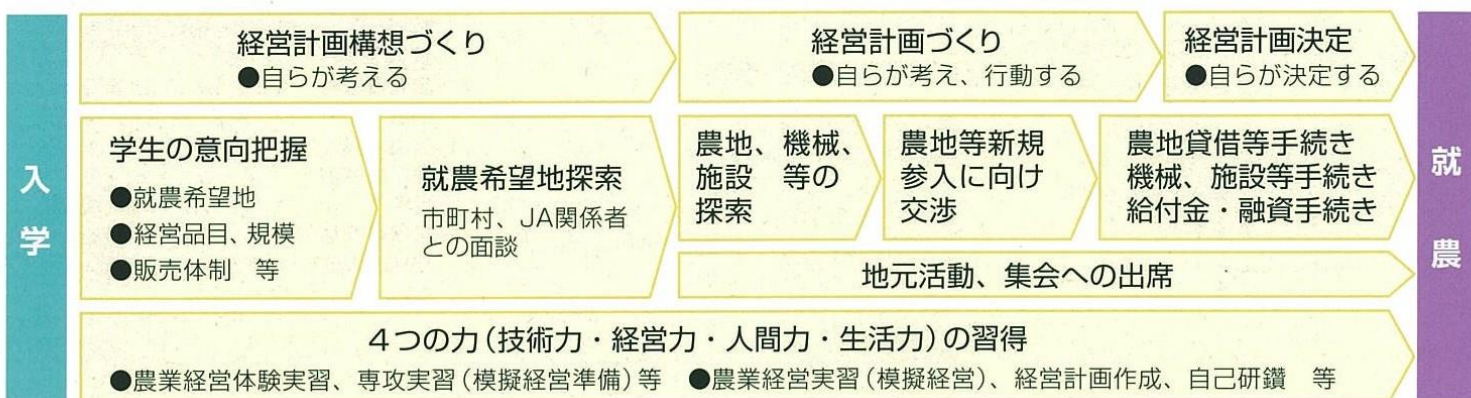 入学
経営計画構想づくり
●自らが考える
経営計画づくり
●自らが考え、行動する
経営計画決定
●自らが決定する
学生の意向把握
●就農希望地
●経営品目、規模
●販売体制　等
就農希望地探索
市町村、JA関係者
との面談
農地、機械、
施設　等の
探索
農地等新規
参入に向け
交渉
農地貸借等手続き
機械、施設等手続き
給付金・融資手続き
地元活動、集会への出席
4つの力(技術力・経営力・人間力・生活力)の習得
●農業経営体験実習、専攻実習(模擬経営準備)等　●農業経営実習(模擬経営)、経営計画作成、自己研鑽　等
就農